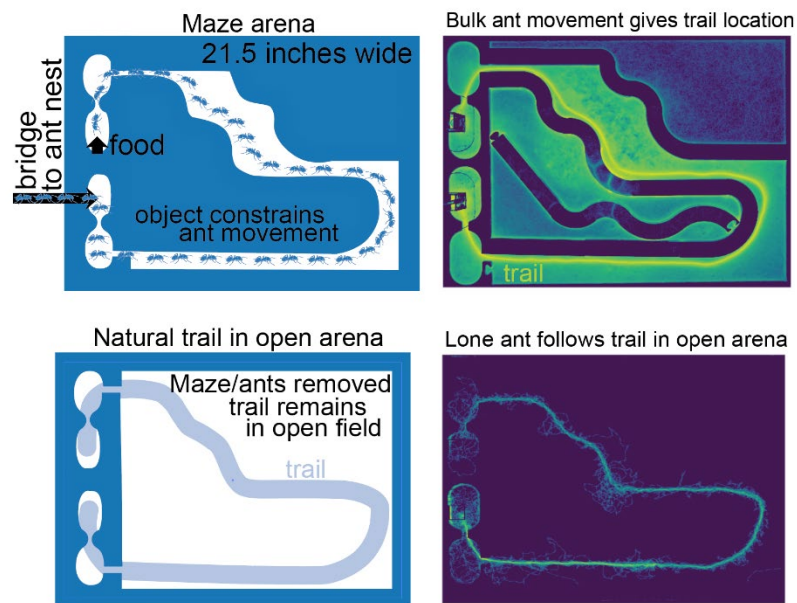 Maze arena
21.5 inches wide
bridge
to ant nest
food
object constrains
ant movement
Bulk ant movement gives trail location
trail
Natural trail in open arena
Maze/ants removed
trail remains
in open field
trail
Lone ant follows trail in open arena